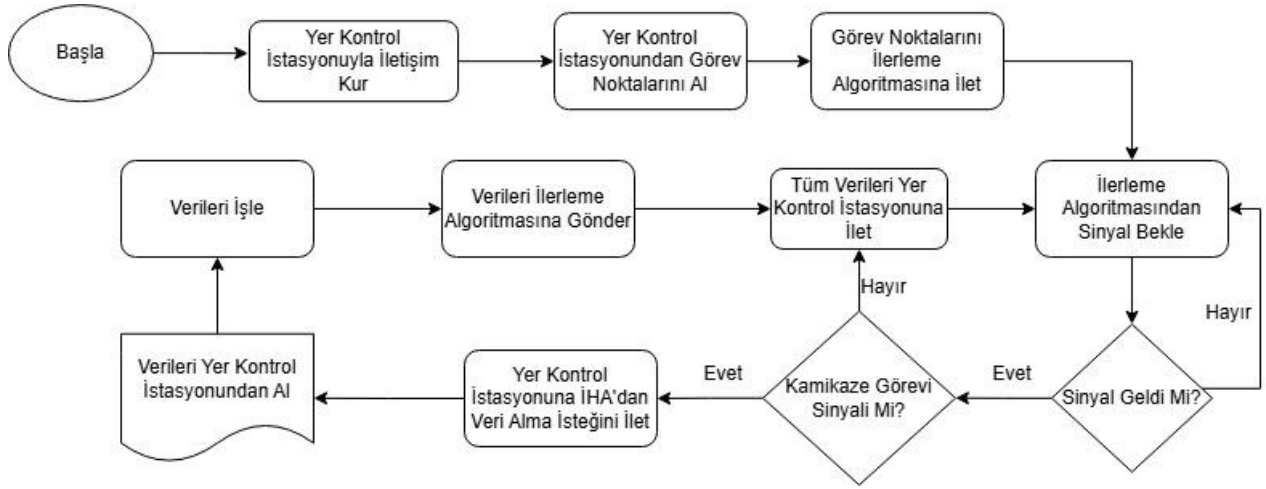 Başla
Yer Kontrol
İstasyonuyla İletişim
Kur
Yer Kontrol
İstasyonundan Görev
Noktalarını Al
Görev Noktalarını
İlerleme
Algoritmasına İlet
Verileri İşle
Verileri İlerleme
Algoritmasına Gönder
Tüm Verileri Yer
Kontrol İstasyonuna
İlet
İlerleme
Algoritmasından
Sinyal Bekle
Hayır
Hayır
Verileri Yer Kontrol
İstasyonundan Al
Yer Kontrol
İstasyonuna İHA'dan
Veri Alma İsteğini İlet
Evet
Kamikaze Görevi
Sinyali Mi?
Evet
Sinyal Geldi Mi?